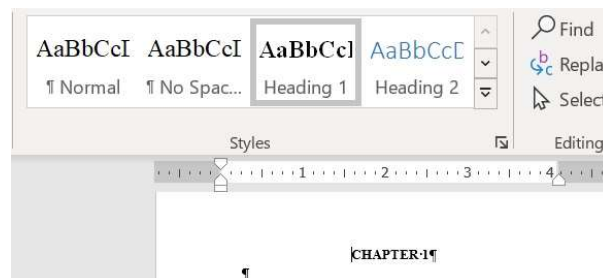 AaBbCcI AaBbCcI AaBbCcl AaBbCcD
¶ Normal ¶ No Spac... Heading 1 Heading 2
Find
Repla
Select
Styles
Editing
1 2 3 4
CHAPTER·1¶
¶